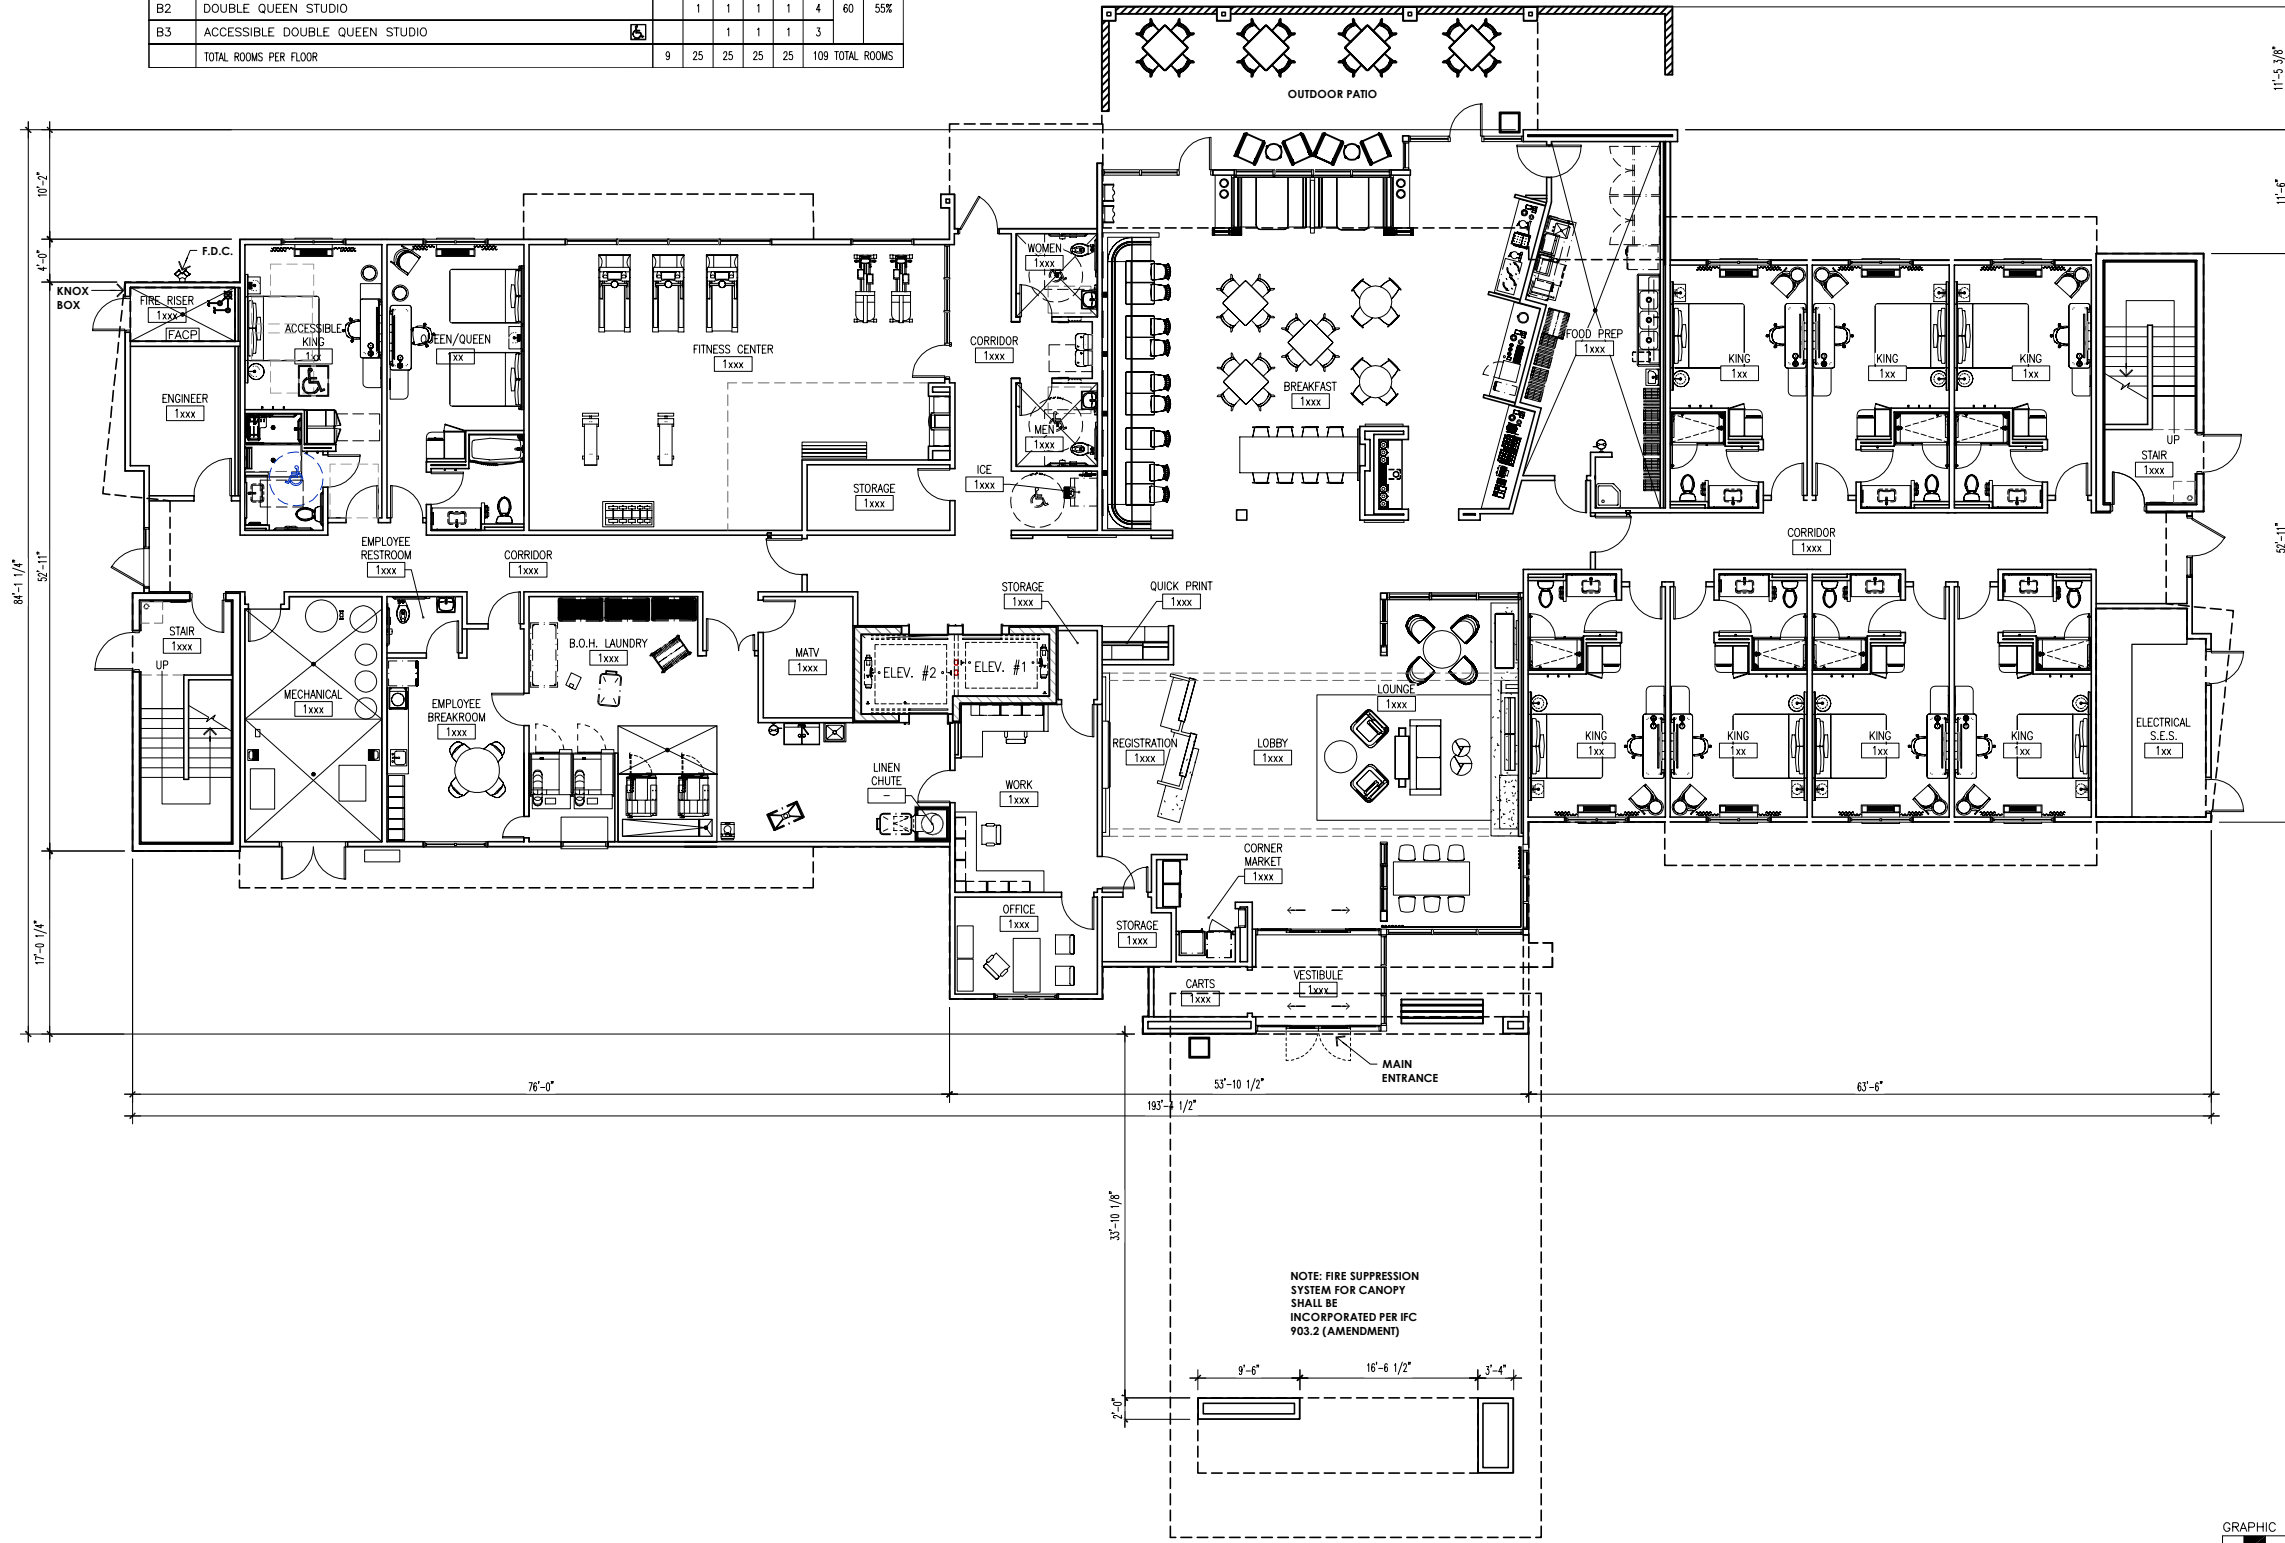 B2 DOUBLE QUEEN STUDIO 1 1 1 1 4 60 55%
B3 ACCESSIBLE DOUBLE QUEEN STUDIO 1 1 1 3
TOTAL ROOMS PER FLOOR 9 25 25 25 25 109 TOTAL ROOMS
OUTDOOR PATIO
11'-5 3/8"
10'-2"
11'-6"
4'-0"
F.D.C.
KNOX
BOX
FIRE RISER
1xxx
FACP
ACCESSIBLE
KING
1xx
QUEEN/QUEEN
1xx
FITNESS CENTER
1xxx
CORRIDOR
1xxx
WOMEN
1xxx
MEN
1xxx
BREAKFAST
1xxx
FOOD PREP
1xxx
KING
1xx
KING
1xx
KING
1xx
ENGINEER
1xxx
UP
STAIR
1xxx
STORAGE
1xxx
ICE
1xxx
84'-1 1/4"
52'-11"
52'-11"
EMPLOYEE
RESTROOM
1xxx
CORRIDOR
1xxx
CORRIDOR
1xxx
STORAGE
1xxx
QUICK PRINT
1xxx
STAIR
1xxx
UP
B.O.H. LAUNDRY
1xxx
MATV
1xxx
ELEV. #2
ELEV. #1
MECHANICAL
1xxx
EMPLOYEE
BREAKROOM
1xxx
LOUNGE
1xxx
REGISTRATION
1xxx
LOBBY
1xxx
KING
1xx
KING
1xx
KING
1xx
KING
1xx
ELECTRICAL
S.E.S.
1xx
LINEN
CHUTE
-
WORK
1xxx
CORNER
MARKET
1xxx
OFFICE
1xxx
STORAGE
1xxx
17'-0 1/4"
CARTS
1xxx
VESTIBULE
1xxx
MAIN
ENTRANCE
76'-0"
53'-10 1/2"
63'-6"
193'-4 1/2"
33'-10 1/8"
NOTE: FIRE SUPPRESSION
SYSTEM FOR CANOPY
SHALL BE
INCORPORATED PER IFC
903.2 (AMENDMENT)
9'-6"
16'-6 1/2"
3'-4"
2'-0"
GRAPHIC